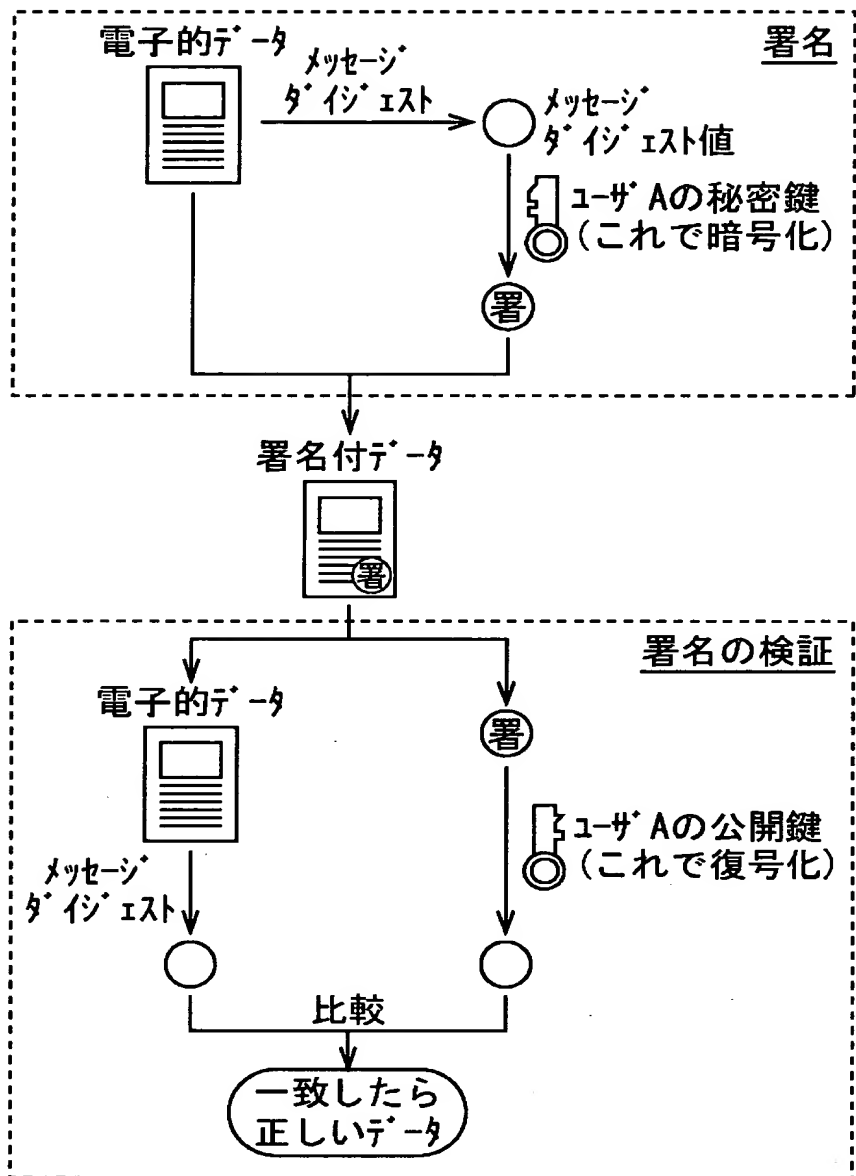 電子的ﾃﾞｰﾀ
署名
ﾒｯｾｰｼﾞ
ﾀﾞｲｼﾞｪｽﾄ
ﾒｯｾｰｼﾞ
ﾀﾞｲｼﾞｪｽﾄ値
ﾕｰｻﾞAの秘密鍵
(これで暗号化)
署
署名付ﾃﾞｰﾀ
署
署名の検証
電子的ﾃﾞｰﾀ
署
ﾕｰｻﾞAの公開鍵
(これで復号化)
ﾒｯｾｰｼﾞ
ﾀﾞｲｼﾞｪｽﾄ
比較
一致したら
正しいﾃﾞｰﾀ